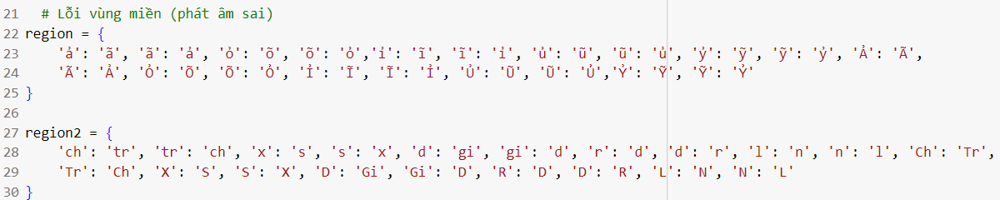 21 # Lỗi vùng miền (phát âm sai)
22 region = {
23 'ả': 'ã', 'ã': 'ả', 'ỏ': 'õ', 'õ': 'ỏ','ỉ': 'ĩ', 'ĩ': 'ỉ', 'ủ': 'ũ', 'ũ': 'ủ', 'ỷ': 'ỹ', 'ỹ': 'ỷ', 'Ả': 'Ã',
24 'Ã': 'Ả', 'Ỏ': 'Õ', 'Õ': 'Ỏ', 'Ỉ': 'Ĩ', 'Ĩ': 'Ỉ', 'Ủ': 'Ũ', 'Ũ': 'Ủ','Ỷ': 'Ỹ', 'Ỹ': 'Ỷ'
25 }
26
27 region2 = {
28 'ch': 'tr', 'tr': 'ch', 'x': 's', 's': 'x', 'd': 'gi', 'gi': 'd', 'r': 'd', 'd': 'r', 'l': 'n', 'n': 'l', 'Ch': 'Tr',
29 'Tr': 'Ch', 'X': 'S', 'S': 'X', 'D': 'Gi', 'Gi': 'D', 'R': 'D', 'D': 'R', 'L': 'N', 'N': 'L'
30 }